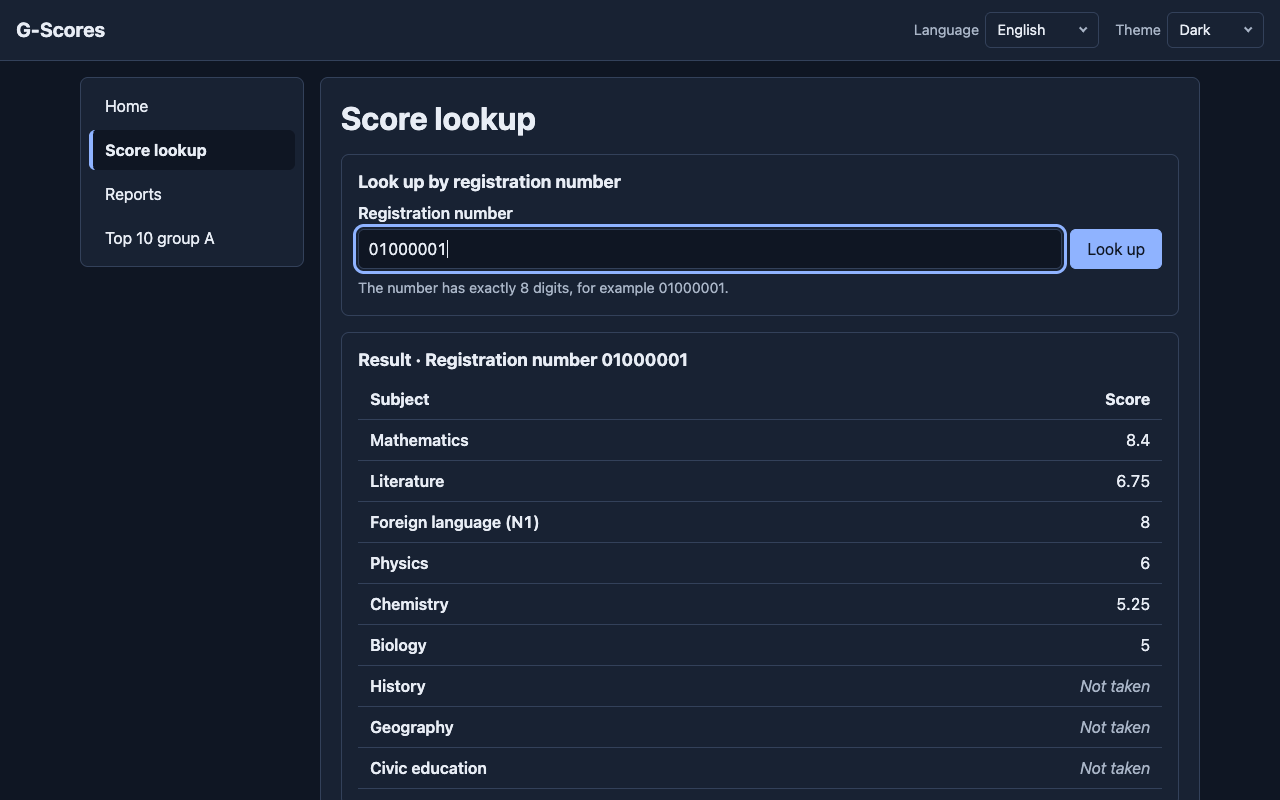 G-Scores
Language English Theme Dark
Home
Score lookup
Reports
Top 10 group A
Score lookup
Look up by registration number
Registration number
01000001 Look up
The number has exactly 8 digits, for example 01000001.
Result · Registration number 01000001
Subject Score
Mathematics 8.4
Literature 6.75
Foreign language (N1) 8
Physics 6
Chemistry 5.25
Biology 5
History Not taken
Geography Not taken
Civic education Not taken